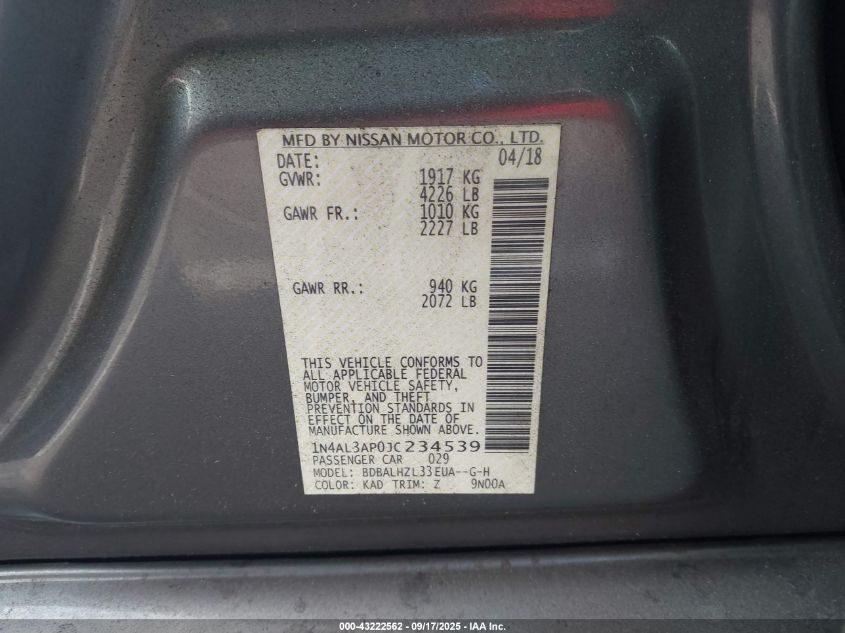 MFD BY NISSAN MOTOR CO., LTD.
DATE: 04/18
GVWR: 1917 KG
4226 LB
GAWR FR.: 1010 KG
2227 LB
GAWR RR.: 940 KG
2072 LB
THIS VEHICLE CONFORMS TO
ALL APPLICABLE FEDERAL
MOTOR VEHICLE SAFETY,
BUMPER, AND THEFT
PREVENTION STANDARDS IN
EFFECT ON THE DATE OF
MANUFACTURE SHOWN ABOVE.
1N4AL3AP0JC234539
PASSENGER CAR 029
MODEL: BDBALHZL33EUA--G-H
COLOR: KAD TRIM: Z 9N00A
000-43222562 - 09/17/2025 - IAA Inc.